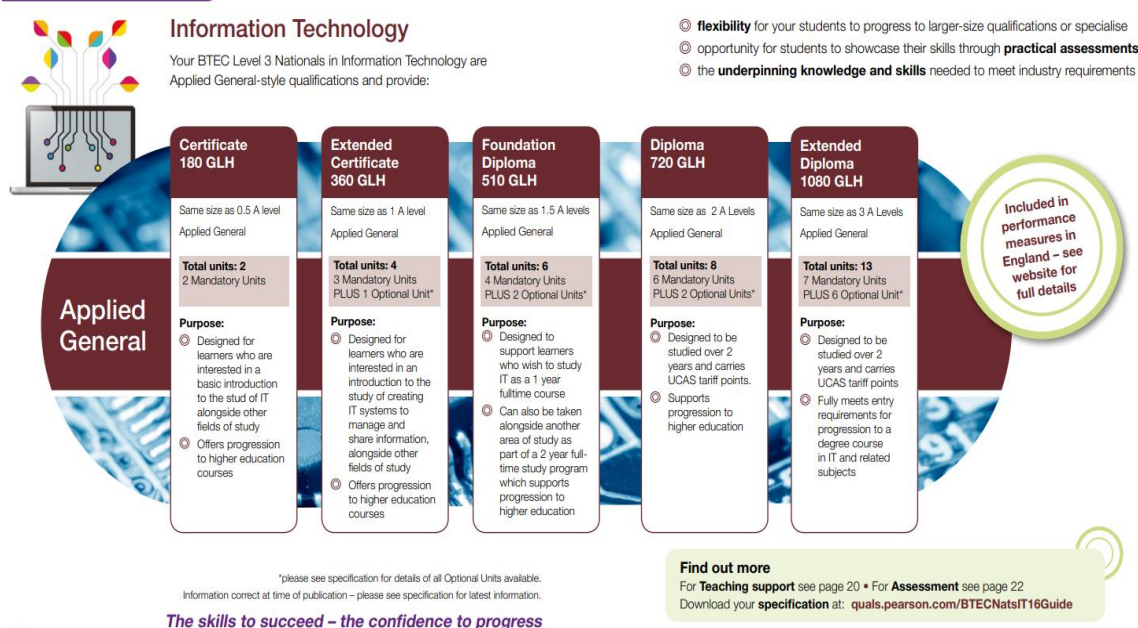 Information Technology
Your BTEC Level 3 Nationals in Information Technology are
Applied General-style qualifications and provide:
flexibility for your students to progress to larger-size qualifications or specialise
opportunity for students to showcase their skills through practical assessments
the underpinning knowledge and skills needed to meet industry requirements
Applied
General
Certificate
180 GLH
Same size as 0.5 A level
Applied General
Total units: 2
2 Mandatory Units
Purpose:
Designed for
learners who are
interested in a
basic introduction
to the stud of IT
alongside other
fields of study
Offers progression
to higher education
courses
Extended
Certificate
360 GLH
Same size as 1 A level
Applied General
Total units: 4
3 Mandatory Units
PLUS 1 Optional Unit*
Purpose:
Designed for
learners who are
interested in an
introduction to the
study of creating
IT systems to
manage and
share information,
alongside other
fields of study
Offers progression
to higher education
courses
Foundation
Diploma
510 GLH
Same size as 1.5 A levels
Applied General
Total units: 6
4 Mandatory Units
PLUS 2 Optional Units*
Purpose:
Designed to
support learners
who wish to study
IT as a 1 year
fulltime course
Can also be taken
alongside another
area of study as
part of a 2 year full-
time study program
which supports
progression to
higher education
Diploma
720 GLH
Same size as 2 A Levels
Applied General
Total units: 8
6 Mandatory Units
PLUS 2 Optional Units*
Purpose:
Designed to be
studied over 2
years and carries
UCAS tariff points.
Supports
progression to
higher education
Extended
Diploma
1080 GLH
Same size as 3 A Levels
Applied General
Total units: 13
7 Mandatory Units
PLUS 6 Optional Unit*
Purpose:
Designed to be
studied over 2
years and carries
UCAS tariff points
Fully meets entry
requirements for
progression to a
degree course
in IT and related
subjects
Included in
performance
measures in
England – see
website for
full details
*please see specification for details of all Optional Units available.
Information correct at time of publication – please see specification for latest information.
The skills to succeed – the confidence to progress
Find out more
For Teaching support see page 20 • For Assessment see page 22
Download your specification at: quals.pearson.com/BTECNatsIT16Guide